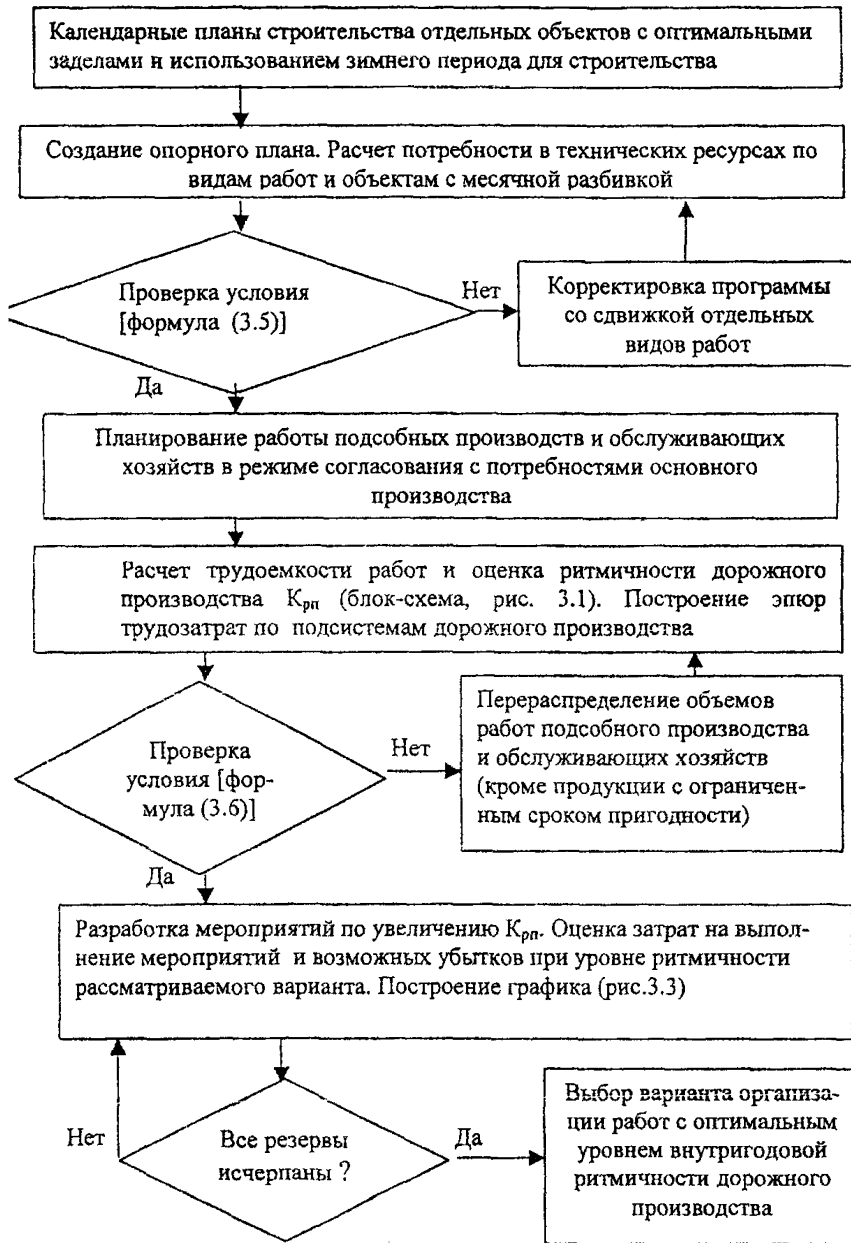 Календарные планы строительства отдельных объектов с оптимальными
заделами и использованием зимнего периода для строительства
Создание опорного плана. Расчет потребности в технических ресурсах по
видам работ и объектам с месячной разбивкой
Проверка условия
[формула (3.5)]
Нет
Корректировка программы
со сдвижкой отдельных
видов работ
Да
Планирование работы подсобных производств и обслуживающих
хозяйств в режиме согласования с потребностями основного
производства
Расчет трудоемкости работ и оценка ритмичности дорожного
производства Крп (блок-схема, рис. 3.1). Построение эпюр
трудозатрат по подсистемам дорожного производства
Проверка
условия [фор-
мула (3.6)]
Нет
Перераспределение объемов
работ подсобного производства
и обслуживающих хозяйств
(кроме продукции с ограничен-
ным сроком пригодности)
Да
Разработка мероприятий по увеличению Крп. Оценка затрат на выпол-
нение мероприятий и возможных убытков при уровне ритмичности
рассматриваемого варианта. Построение графика (рис.3.3)
Нет
Все резервы
исчерпаны ?
Да
Выбор варианта организа-
ции работ с оптимальным
уровнем внутригодовой
ритмичности дорожного
производства